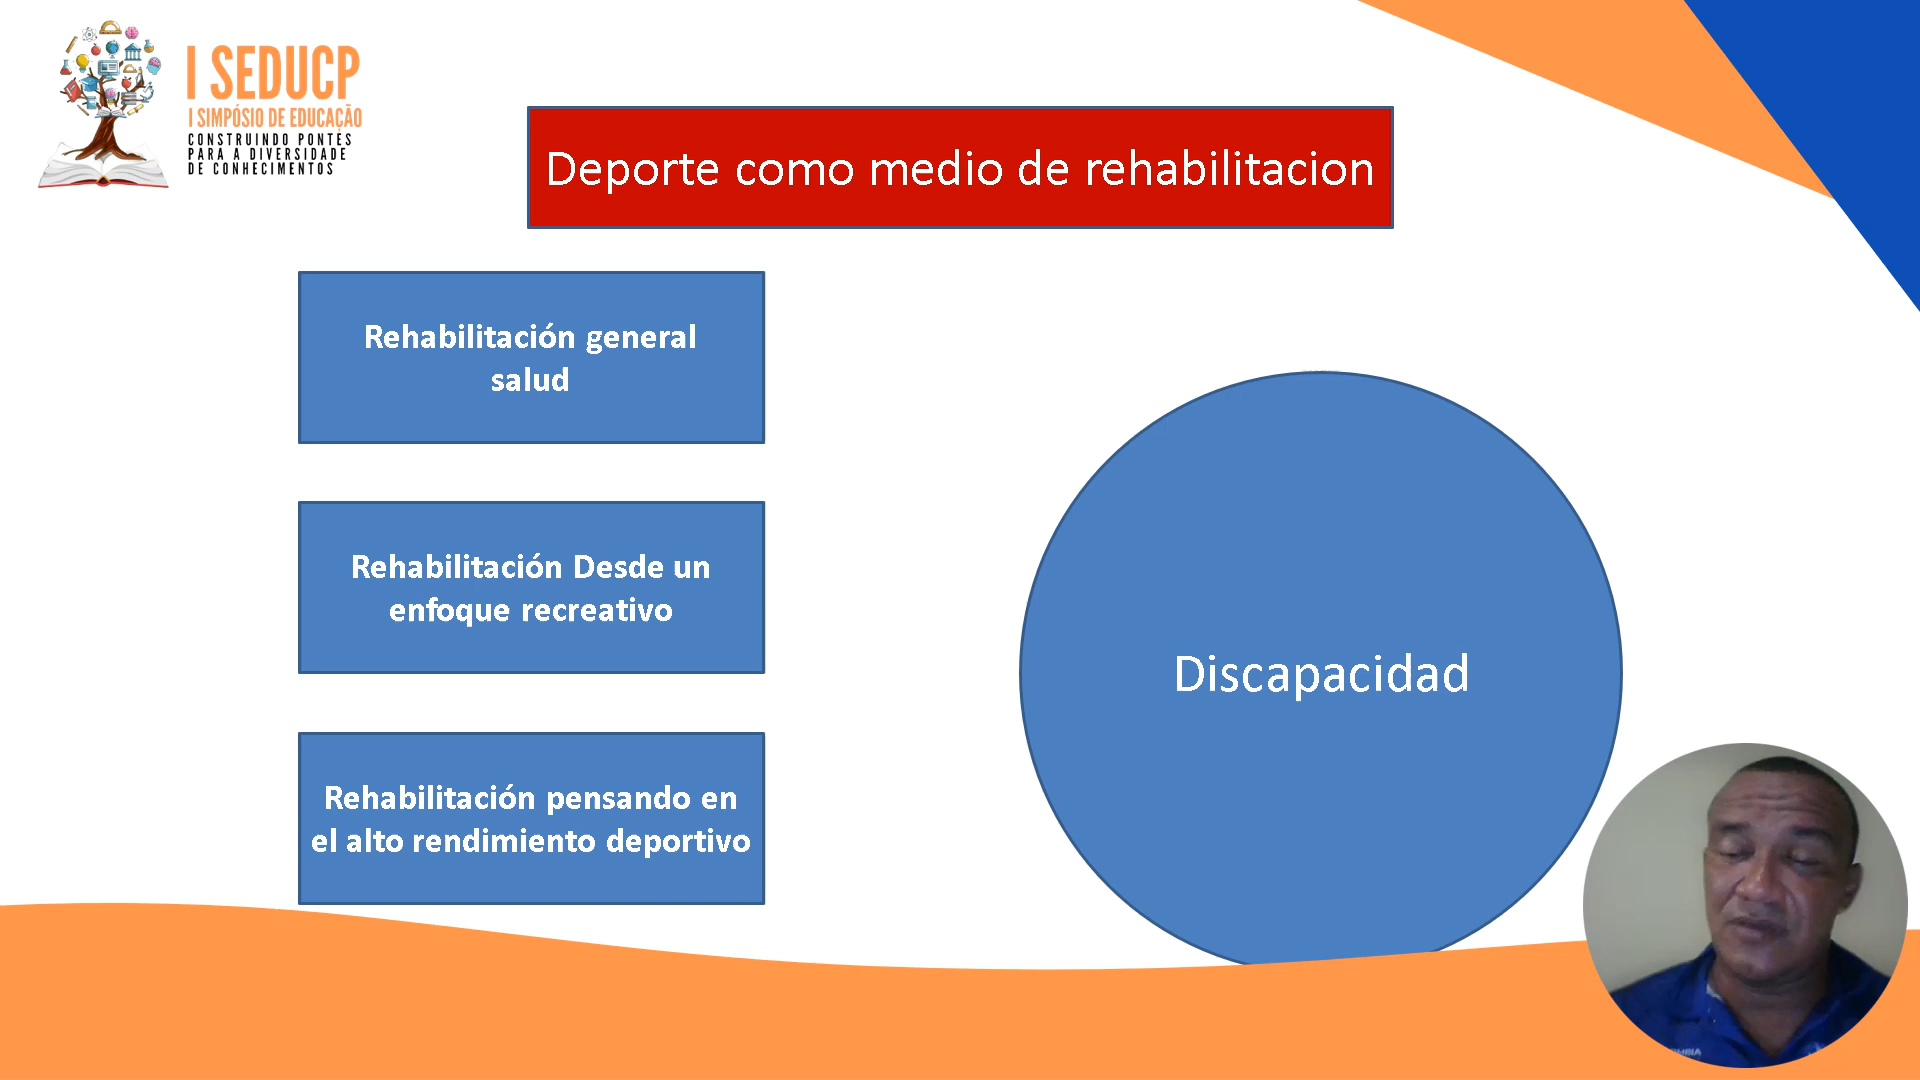 I SEDUCP
I SIMPÓSIO DE EDUCAÇÃO
CONSTRUINDO PONTES
PARA A DIVERSIDADE
DE CONHECIMENTOS
Deporte como medio de rehabilitacion
Rehabilitación general
salud
Rehabilitación Desde un
enfoque recreativo
Rehabilitación pensando en
el alto rendimiento deportivo
Discapacidad